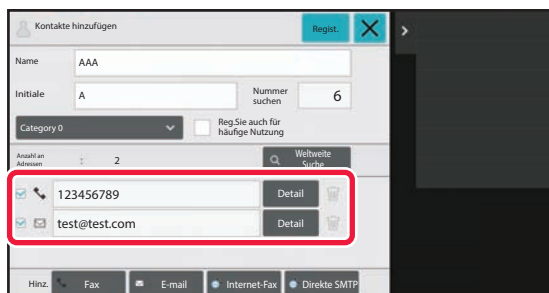 Kontakte hinzufügen
Regist.
Name
AAA
Initiale
A
Nummer
suchen
6
Category 0
Reg.Sie auch für
häufige Nutzung
Anzahl an
Adressen
:
2
Weltweite
Suche
123456789
Detail
test@test.com
Detail
Hinz.
Fax
E-mail
Internet-Fax
Direkte SMTP